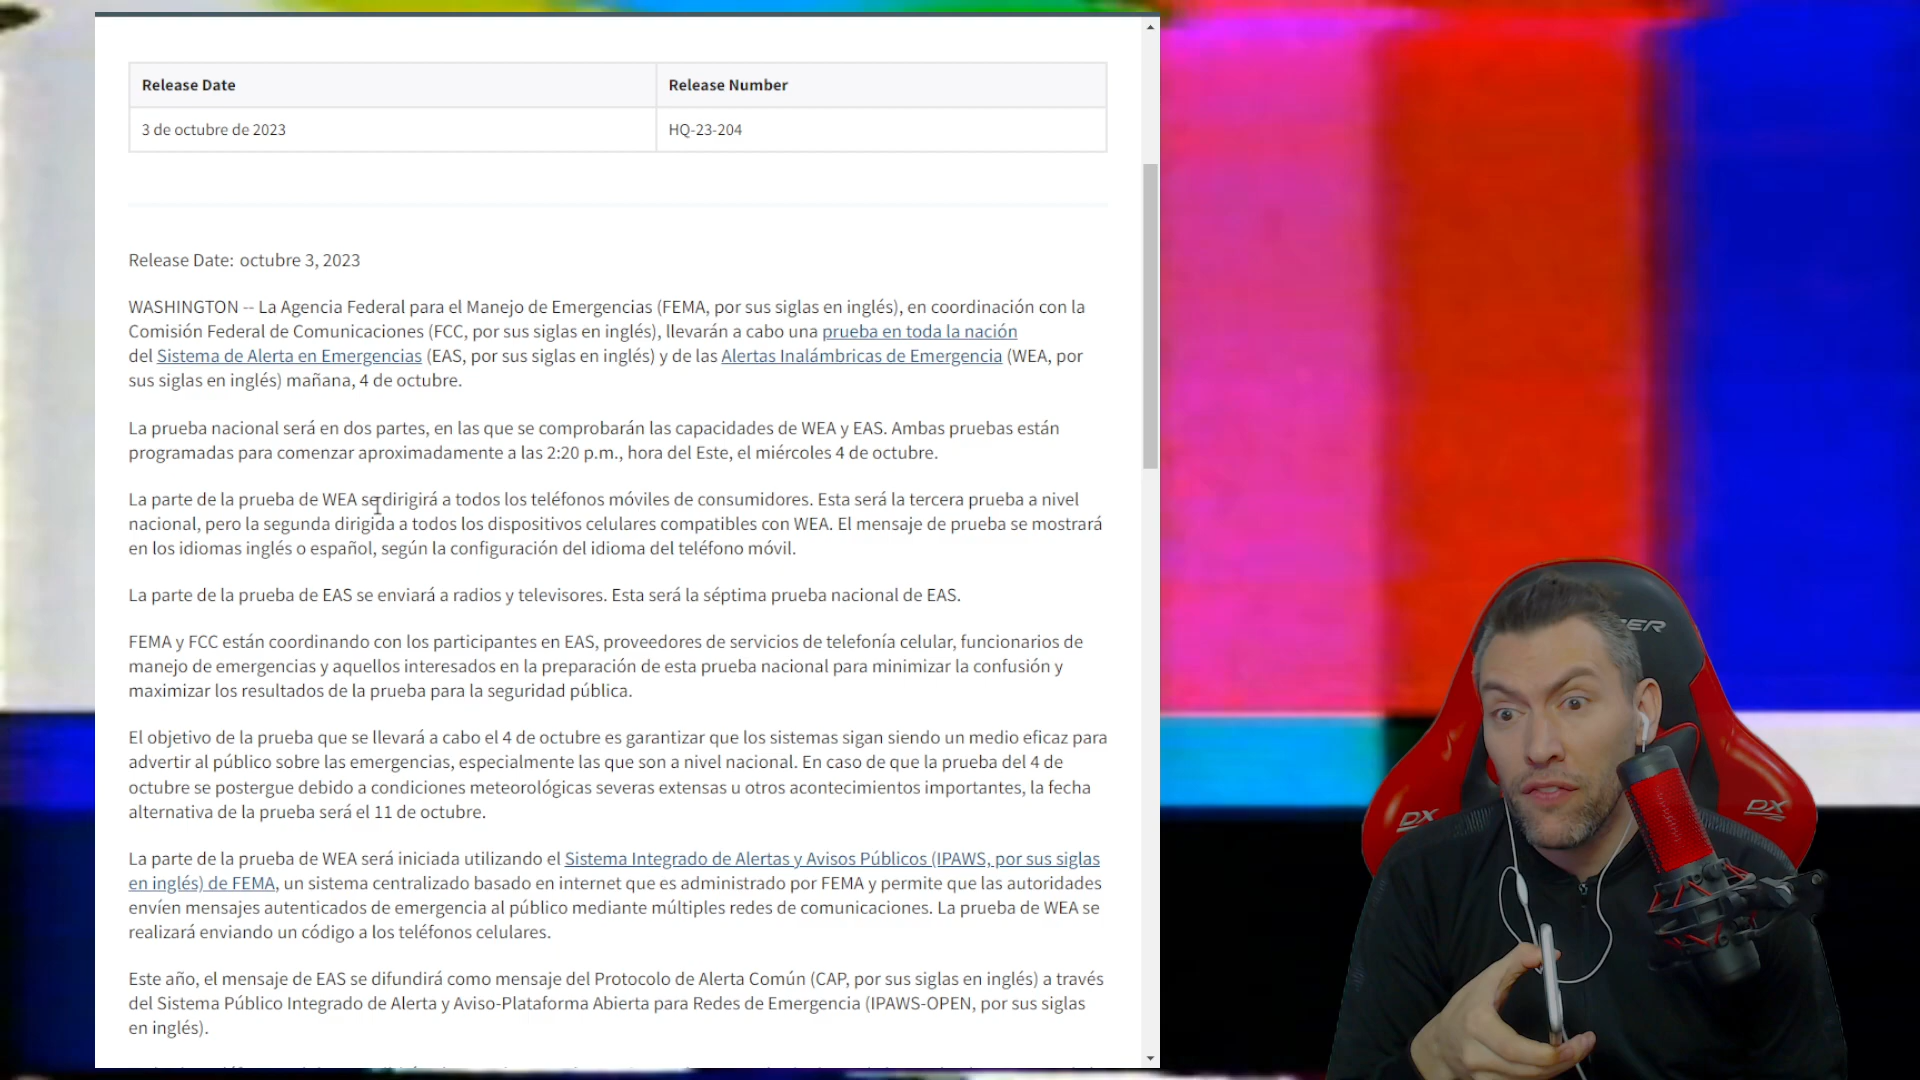 Release Date
Release Number
3 de octubre de 2023
HQ-23-204
Release Date: octubre 3, 2023
WASHINGTON -- La Agencia Federal para el Manejo de Emergencias (FEMA, por sus siglas en inglés), en coordinación con la
Comisión Federal de Comunicaciones (FCC, por sus siglas en inglés), llevarán a cabo una prueba en toda la nación
del Sistema de Alerta en Emergencias (EAS, por sus siglas en inglés) y de las Alertas Inalámbricas de Emergencia (WEA, por
sus siglas en inglés) mañana, 4 de octubre.
La prueba nacional será en dos partes, en las que se comprobarán las capacidades de WEA y EAS. Ambas pruebas están
programadas para comenzar aproximadamente a las 2:20 p.m., hora del Este, el miércoles 4 de octubre.
La parte de la prueba de WEA se dirigirá a todos los teléfonos móviles de consumidores. Esta será la tercera prueba a nivel
nacional, pero la segunda dirigida a todos los dispositivos celulares compatibles con WEA. El mensaje de prueba se mostrará
en los idiomas inglés o español, según la configuración del idioma del teléfono móvil.
La parte de la prueba de EAS se enviará a radios y televisores. Esta será la séptima prueba nacional de EAS.
FEMA y FCC están coordinando con los participantes en EAS, proveedores de servicios de telefonía celular, funcionarios de
manejo de emergencias y aquellos interesados en la preparación de esta prueba nacional para minimizar la confusión y
maximizar los resultados de la prueba para la seguridad pública.
El objetivo de la prueba que se llevará a cabo el 4 de octubre es garantizar que los sistemas sigan siendo un medio eficaz para
advertir al público sobre las emergencias, especialmente las que son a nivel nacional. En caso de que la prueba del 4 de
octubre se postergue debido a condiciones meteorológicas severas extensas u otros acontecimientos importantes, la fecha
alternativa de la prueba será el 11 de octubre.
La parte de la prueba de WEA será iniciada utilizando el Sistema Integrado de Alertas y Avisos Públicos (IPAWS, por sus siglas
en inglés) de FEMA, un sistema centralizado basado en internet que es administrado por FEMA y permite que las autoridades
envíen mensajes autenticados de emergencia al público mediante múltiples redes de comunicaciones. La prueba de WEA se
realizará enviando un código a los teléfonos celulares.
Este año, el mensaje de EAS se difundirá como mensaje del Protocolo de Alerta Común (CAP, por sus siglas en inglés) a través
del Sistema Público Integrado de Alerta y Aviso-Plataforma Abierta para Redes de Emergencia (IPAWS-OPEN, por sus siglas
en inglés).
DX
DX